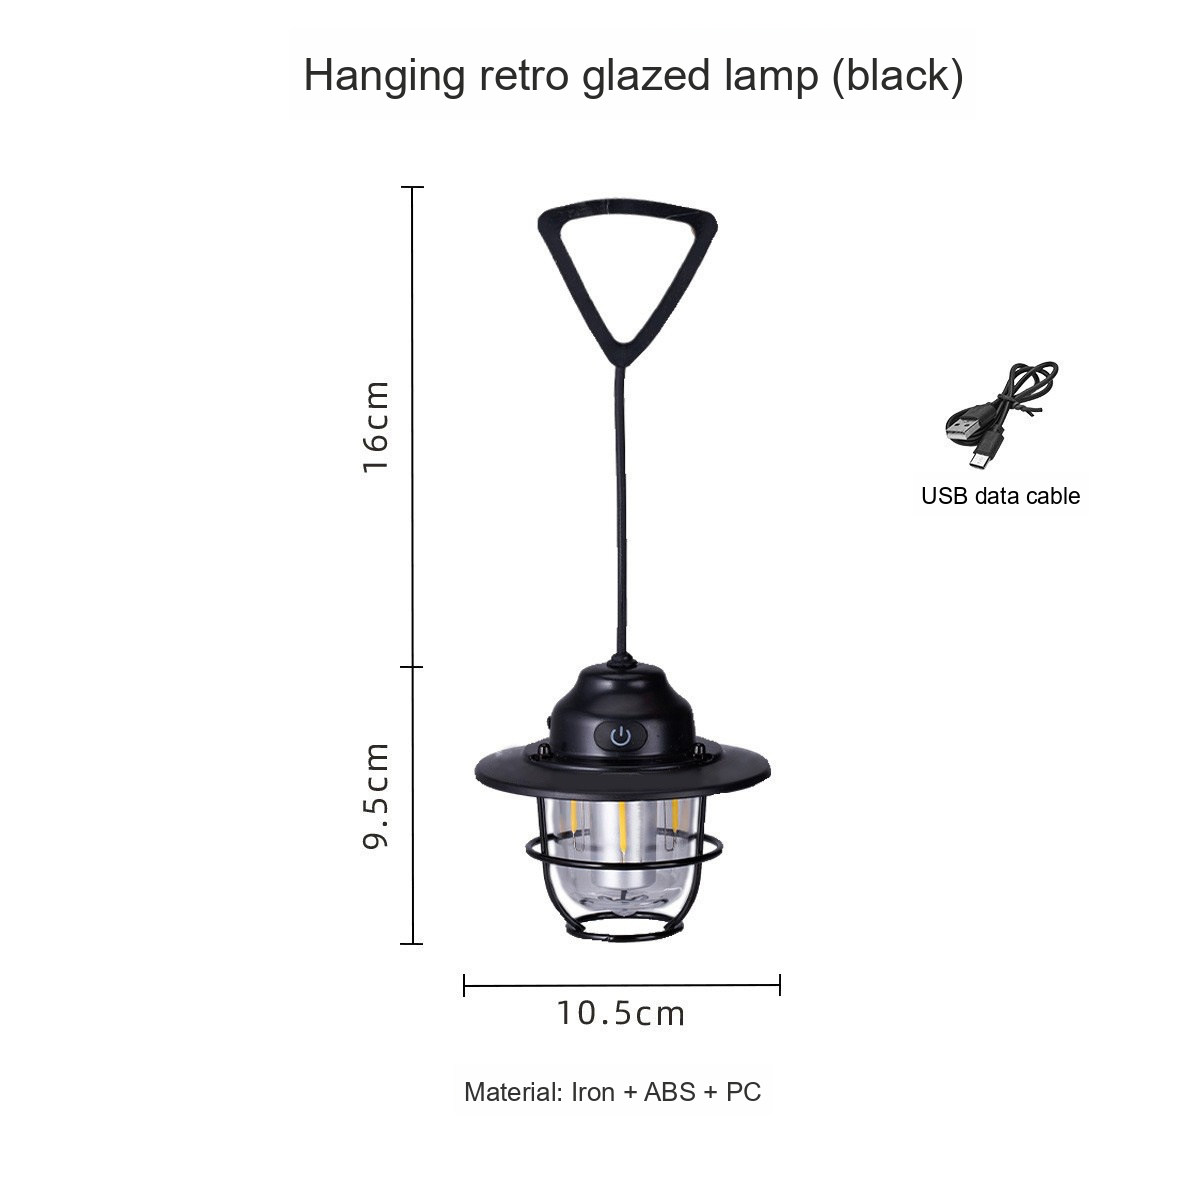 Hanging retro glazed lamp (black)
16cm
USB data cable
9.5cm
10.5cm
Material: Iron + ABS + PC